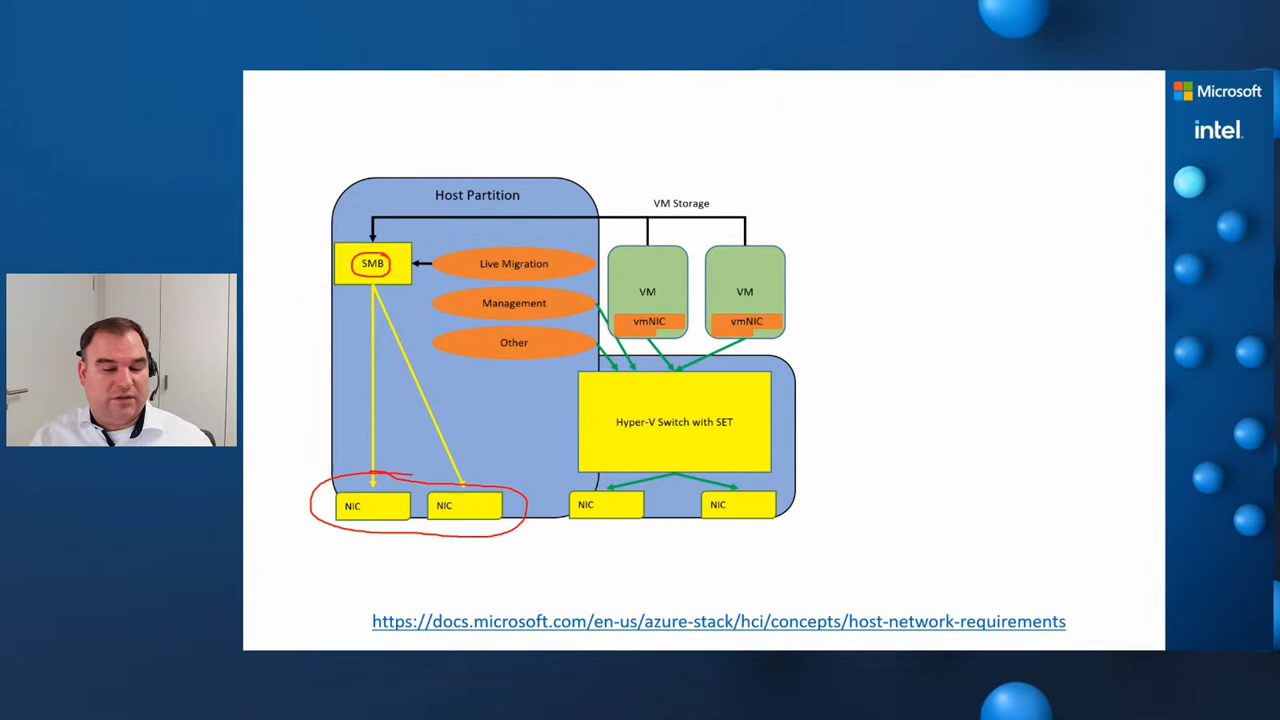 Microsoft
intel.
Host Partition
VM Storage
SMB
Live Migration
Management
Other
VM
VM
vmNIC
vmNIC
Hyper-V Switch with SET
NIC
NIC
NIC
NIC
https://docs.microsoft.com/en-us/azure-stack/hci/concepts/host-network-requirements